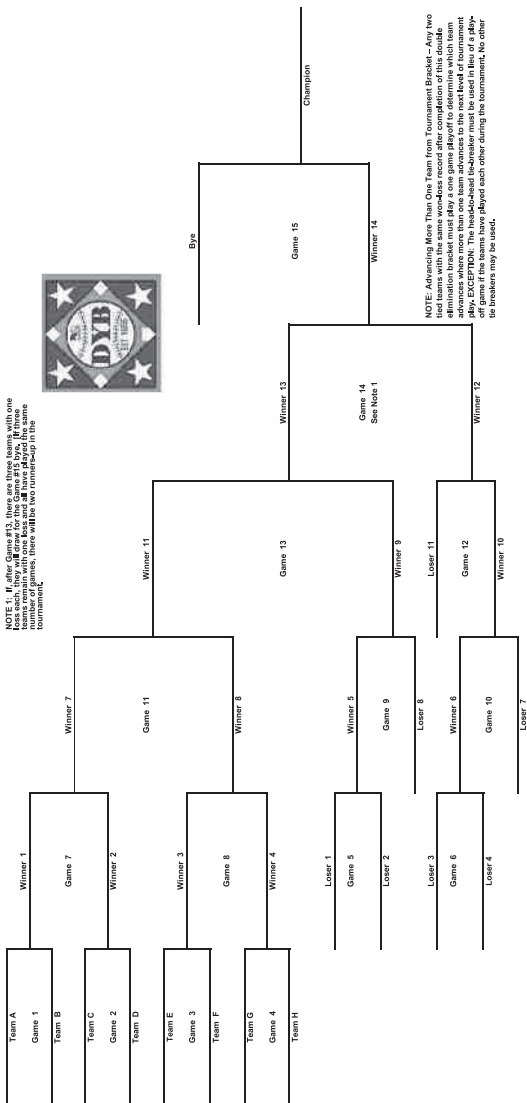 NOTE 1: If, after Game #13, there are three teams with one
loss each, they will draw for the Game #15 bye. (If three
teams remain with one loss and all have played the same
number of games, there will be two runners-up in the
tournament.
DYB
Team A
Game 1
Team B
Team C
Game 2
Team D
Team E
Game 3
Team F
Team G
Game 4
Team H
Winner 1
Game 7
Winner 2
Winner 3
Game 8
Winner 4
Loser 1
Game 5
Loser 2
Loser 3
Game 6
Loser 4
Winner 7
Game 11
Winner 8
Winner 5
Game 9
Loser 8
Winner 6
Game 10
Loser 7
Winner 11
Game 13
Winner 9
Loser 11
Game 12
Winner 10
Winner 13
Game 14
See Note 1
Winner 12
Bye
Game 15
Winner 14
Champion
NOTE: Advancing More Than One Team from Tournament Bracket – Any two
tied teams with the same won-loss record after completion of this double
elimination bracket must play a one game playoff to determine which team
advances where more than one team advances to the next level of tournament
play. EXCEPTION: The head-to-head tie-breaker must be used in lieu of a play-
off game if the teams have played each other during the tournament. No other
tie breakers may be used.